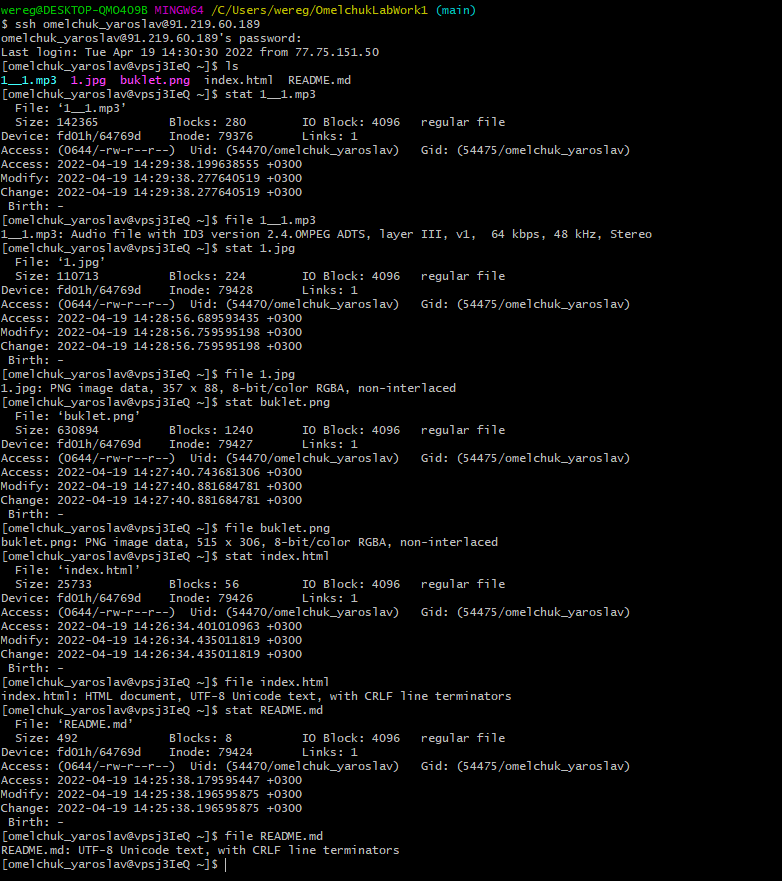 wereg@DESKTOP-QMO4O9B MINGW64 /C/Users/wereg/OmelchukLabWork1 (main)
$ ssh omelchuk_yaroslav@91.219.60.189
omelchuk_yaroslav@91.219.60.189's password:
Last login: Tue Apr 19 14:30:30 2022 from 77.75.151.50
[omelchuk_yaroslav@vpsj3IeQ ~]$ ls
1__1.mp3  1.jpg  buklet.png  index.html  README.md
[omelchuk_yaroslav@vpsj3IeQ ~]$ stat 1__1.mp3
  File: ‘1__1.mp3’
  Size: 142365          Blocks: 280        IO Block: 4096   regular file
Device: fd01h/64769d    Inode: 79376       Links: 1
Access: (0644/-rw-r--r--)  Uid: (54470/omelchuk_yaroslav)   Gid: (54475/omelchuk_yaroslav)
Access: 2022-04-19 14:29:38.199638555 +0300
Modify: 2022-04-19 14:29:38.277640519 +0300
Change: 2022-04-19 14:29:38.277640519 +0300
 Birth: -
[omelchuk_yaroslav@vpsj3IeQ ~]$ file 1__1.mp3
1__1.mp3: Audio file with ID3 version 2.4.0MPEG ADTS, layer III, v1,  64 kbps, 48 kHz, Stereo
[omelchuk_yaroslav@vpsj3IeQ ~]$ stat 1.jpg
  File: ‘1.jpg’
  Size: 110713          Blocks: 224        IO Block: 4096   regular file
Device: fd01h/64769d    Inode: 79428       Links: 1
Access: (0644/-rw-r--r--)  Uid: (54470/omelchuk_yaroslav)   Gid: (54475/omelchuk_yaroslav)
Access: 2022-04-19 14:28:56.689593435 +0300
Modify: 2022-04-19 14:28:56.759595198 +0300
Change: 2022-04-19 14:28:56.759595198 +0300
 Birth: -
[omelchuk_yaroslav@vpsj3IeQ ~]$ file 1.jpg
1.jpg: PNG image data, 357 x 88, 8-bit/color RGBA, non-interlaced
[omelchuk_yaroslav@vpsj3IeQ ~]$ stat buklet.png
  File: ‘buklet.png’
  Size: 630894          Blocks: 1240       IO Block: 4096   regular file
Device: fd01h/64769d    Inode: 79427       Links: 1
Access: (0644/-rw-r--r--)  Uid: (54470/omelchuk_yaroslav)   Gid: (54475/omelchuk_yaroslav)
Access: 2022-04-19 14:27:40.743681306 +0300
Modify: 2022-04-19 14:27:40.881684781 +0300
Change: 2022-04-19 14:27:40.881684781 +0300
 Birth: -
[omelchuk_yaroslav@vpsj3IeQ ~]$ file buklet.png
buklet.png: PNG image data, 515 x 306, 8-bit/color RGBA, non-interlaced
[omelchuk_yaroslav@vpsj3IeQ ~]$ stat index.html
  File: ‘index.html’
  Size: 25733           Blocks: 56         IO Block: 4096   regular file
Device: fd01h/64769d    Inode: 79426       Links: 1
Access: (0644/-rw-r--r--)  Uid: (54470/omelchuk_yaroslav)   Gid: (54475/omelchuk_yaroslav)
Access: 2022-04-19 14:26:34.401010963 +0300
Modify: 2022-04-19 14:26:34.435011819 +0300
Change: 2022-04-19 14:26:34.435011819 +0300
 Birth: -
[omelchuk_yaroslav@vpsj3IeQ ~]$ file index.html
index.html: HTML document, UTF-8 Unicode text, with CRLF line terminators
[omelchuk_yaroslav@vpsj3IeQ ~]$ stat README.md
  File: ‘README.md’
  Size: 492             Blocks: 8          IO Block: 4096   regular file
Device: fd01h/64769d    Inode: 79424       Links: 1
Access: (0644/-rw-r--r--)  Uid: (54470/omelchuk_yaroslav)   Gid: (54475/omelchuk_yaroslav)
Access: 2022-04-19 14:25:38.179595447 +0300
Modify: 2022-04-19 14:25:38.196595875 +0300
Change: 2022-04-19 14:25:38.196595875 +0300
 Birth: -
[omelchuk_yaroslav@vpsj3IeQ ~]$ file README.md
README.md: UTF-8 Unicode text, with CRLF line terminators
[omelchuk_yaroslav@vpsj3IeQ ~]$